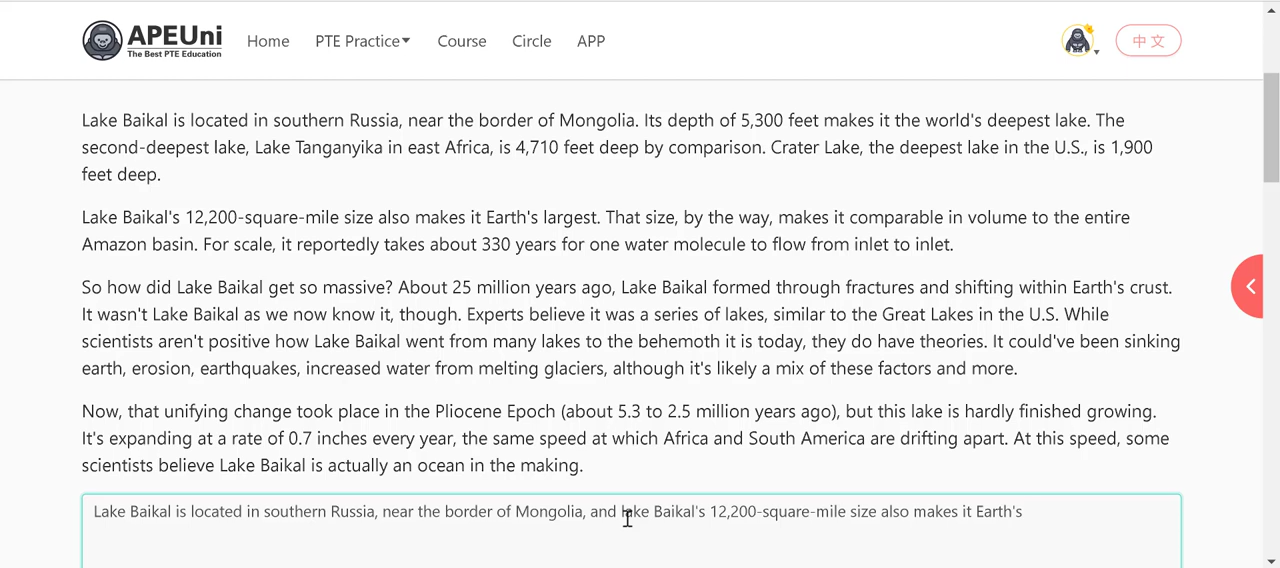 APEUni
The Best PTE Education
Home PTE Practice Course Circle APP
中文
Lake Baikal is located in southern Russia, near the border of Mongolia. Its depth of 5,300 feet makes it the world's deepest lake. The
second-deepest lake, Lake Tanganyika in east Africa, is 4,710 feet deep by comparison. Crater Lake, the deepest lake in the U.S., is 1,900
feet deep.
Lake Baikal's 12,200-square-mile size also makes it Earth's largest. That size, by the way, makes it comparable in volume to the entire
Amazon basin. For scale, it reportedly takes about 330 years for one water molecule to flow from inlet to inlet.
So how did Lake Baikal get so massive? About 25 million years ago, Lake Baikal formed through fractures and shifting within Earth's crust.
It wasn't Lake Baikal as we now know it, though. Experts believe it was a series of lakes, similar to the Great Lakes in the U.S. While
scientists aren't positive how Lake Baikal went from many lakes to the behemoth it is today, they do have theories. It could've been sinking
earth, erosion, earthquakes, increased water from melting glaciers, although it's likely a mix of these factors and more.
Now, that unifying change took place in the Pliocene Epoch (about 5.3 to 2.5 million years ago), but this lake is hardly finished growing.
It's expanding at a rate of 0.7 inches every year, the same speed at which Africa and South America are drifting apart. At this speed, some
scientists believe Lake Baikal is actually an ocean in the making.
Lake Baikal is located in southern Russia, near the border of Mongolia, and lake Baikal's 12,200-square-mile size also makes it Earth's